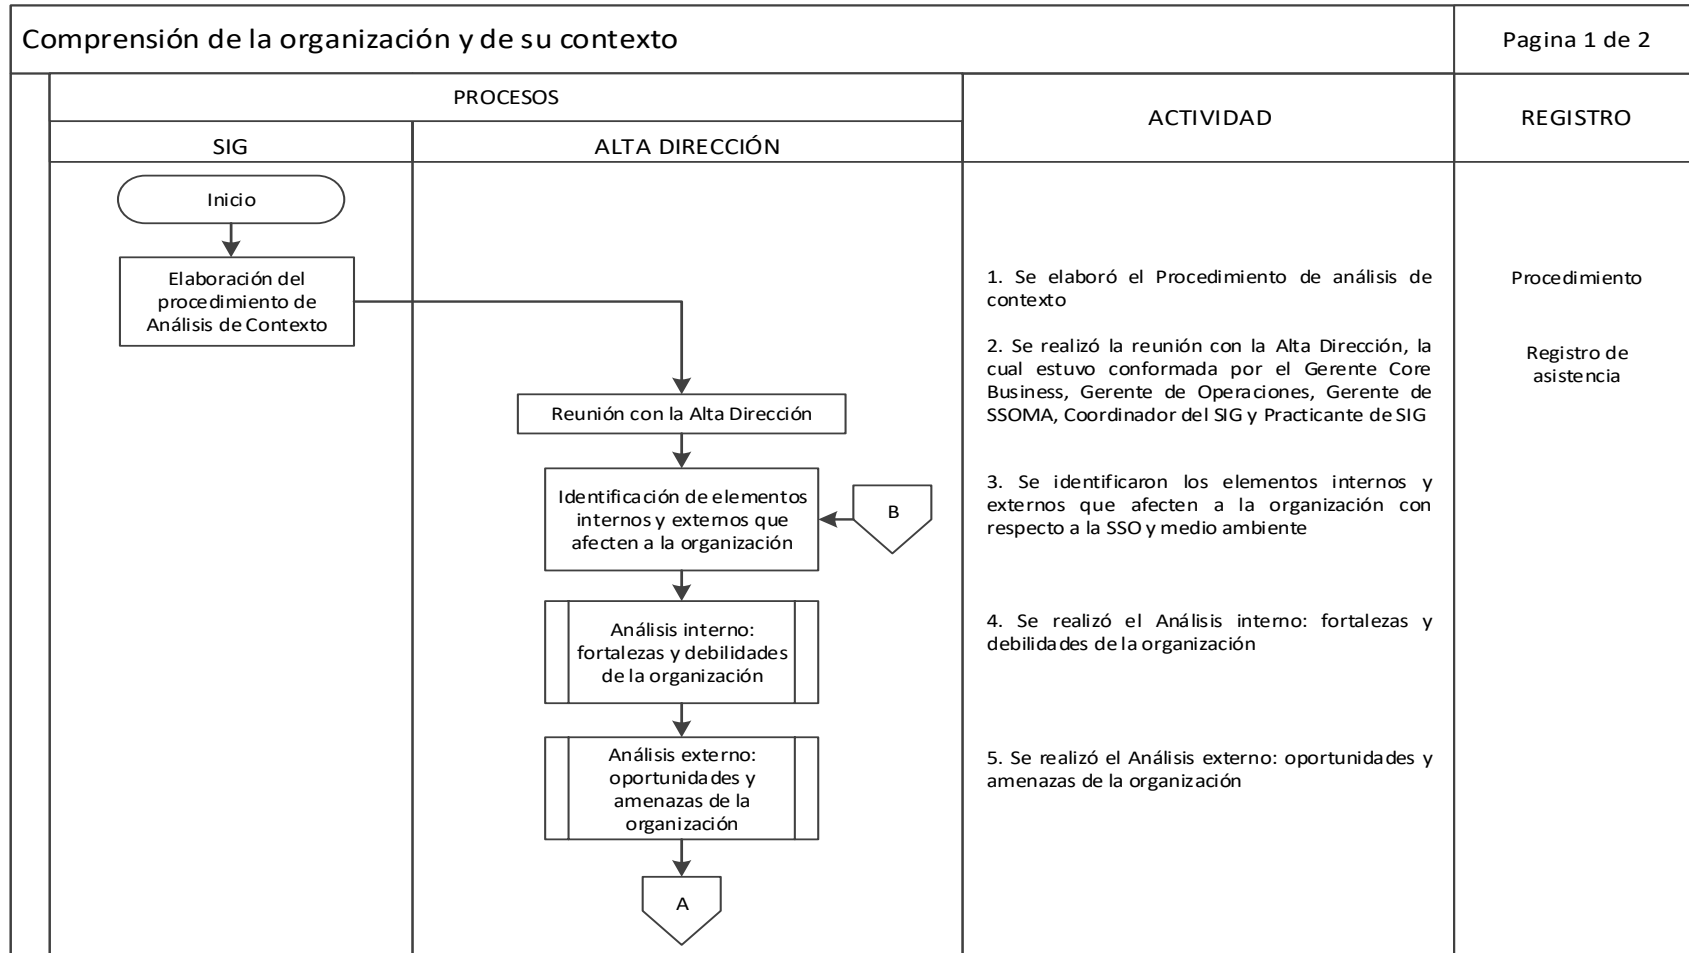 Comprensión de la organización y de su contexto
Pagina 1 de 2
PROCESOS
ACTIVIDAD
REGISTRO
SIG
ALTA DIRECCIÓN
Inicio
Elaboración del
procedimiento de
Análisis de Contexto
1. Se elaboró el Procedimiento de análisis de
contexto
Procedimiento
2. Se realizó la reunión con la Alta Dirección, la
cual estuvo conformada por el Gerente Core
Business, Gerente de Operaciones, Gerente de
SSOMA, Coordinador del SIG y Practicante de SIG
Registro de
asistencia
Reunión con la Alta Dirección
Identificación de elementos
internos y externos que
afecten a la organización
B
3. Se identificaron los elementos internos y
externos que afecten a la organización con
respecto a la SSO y medio ambiente
Análisis interno:
fortalezas y debilidades
de la organización
4. Se realizó el Análisis interno: fortalezas y
debilidades de la organización
Análisis externo:
oportunidades y
amenazas de la
organización
5. Se realizó el Análisis externo: oportunidades y
amenazas de la organización
A